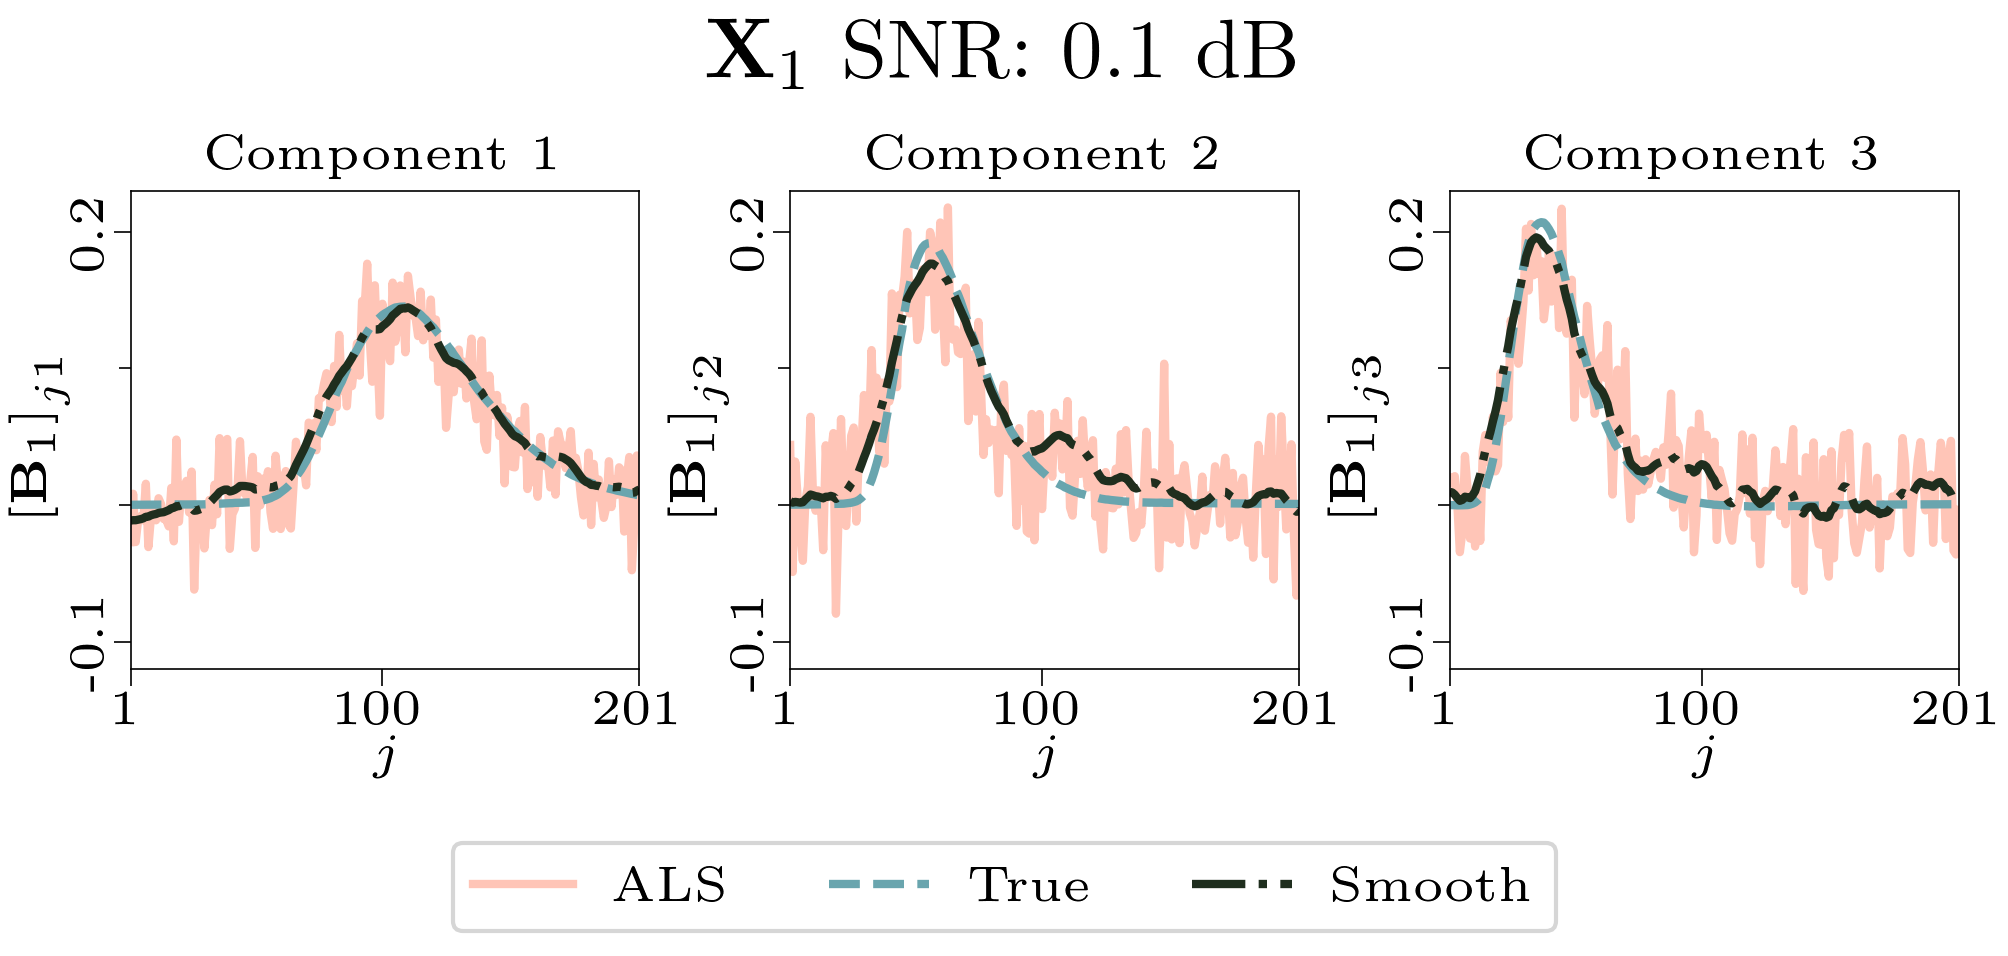 X₁ SNR: 0.1 dB
Component 1
Component 2
Component 3
0.2
-0.1
[B₁]ⱼ₁
1
100
201
j
0.2
-0.1
[B₁]ⱼ₂
1
100
201
j
0.2
-0.1
[B₁]ⱼ₃
1
100
201
j
ALS
True
Smooth